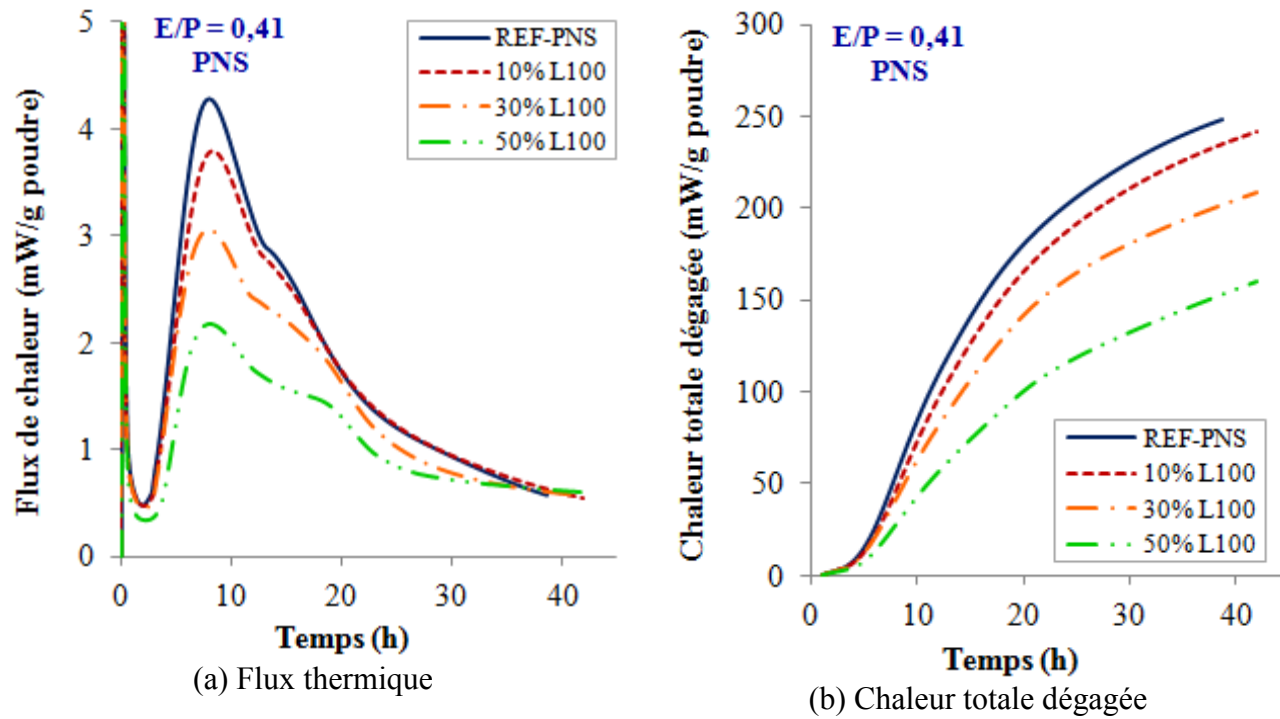 E/P = 0,41
PNS
REF-PNS
10% L100
30% L100
50% L100
Flux de chaleur (mW/g poudre)
5
4
3
2
1
0
0 10 20 30 40
Temps (h)
(a) Flux thermique
E/P = 0,41
PNS
Chaleur totale dégagée (mW/g poudre)
300
250
200
150
100
50
0
REF-PNS
10% L100
30% L100
50% L100
0 10 20 30 40
Temps (h)
(b) Chaleur totale dégagée